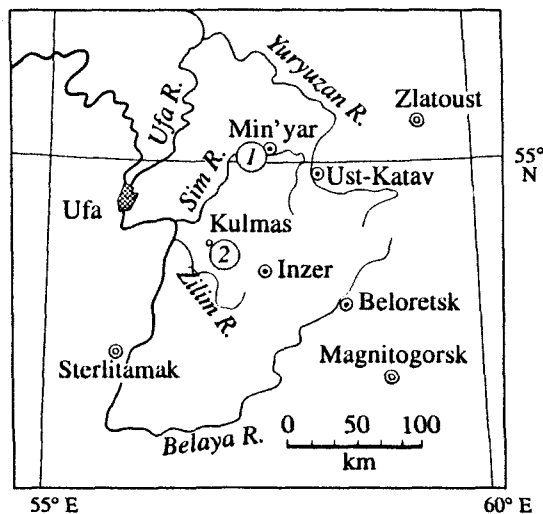 Yuryuzan R.
Ufa R.
Zlatoust
Min'yar
1
55°
N
Sim R.
Ust-Katav
Ufa
Kulmas
2
Inzer
Zilim R.
Beloretsk
Sterlitamak
Magnitogorsk
Belaya R.
0 50 100
km
55° E 60° E